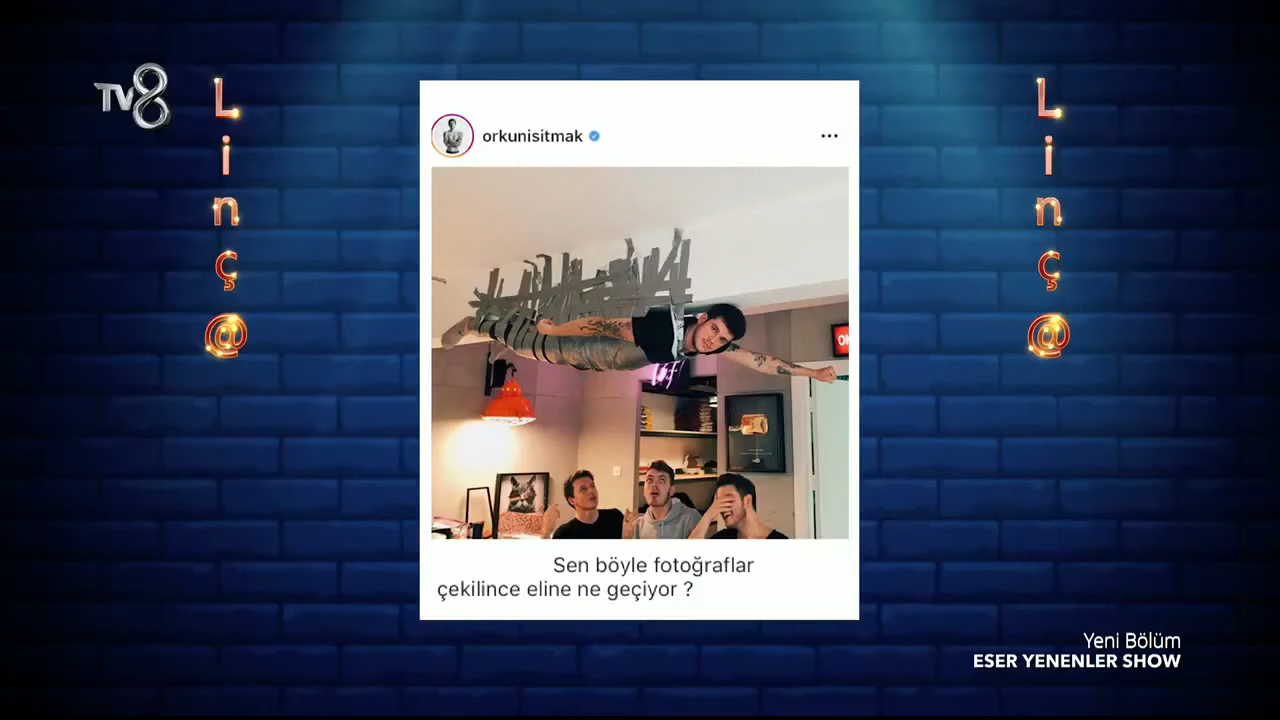 TV8
Linç@
Linç@
orkunisitmak
Sen böyle fotoğraflar
çekilince eline ne geçiyor ?
Yeni Bölüm
ESER YENENLER SHOW